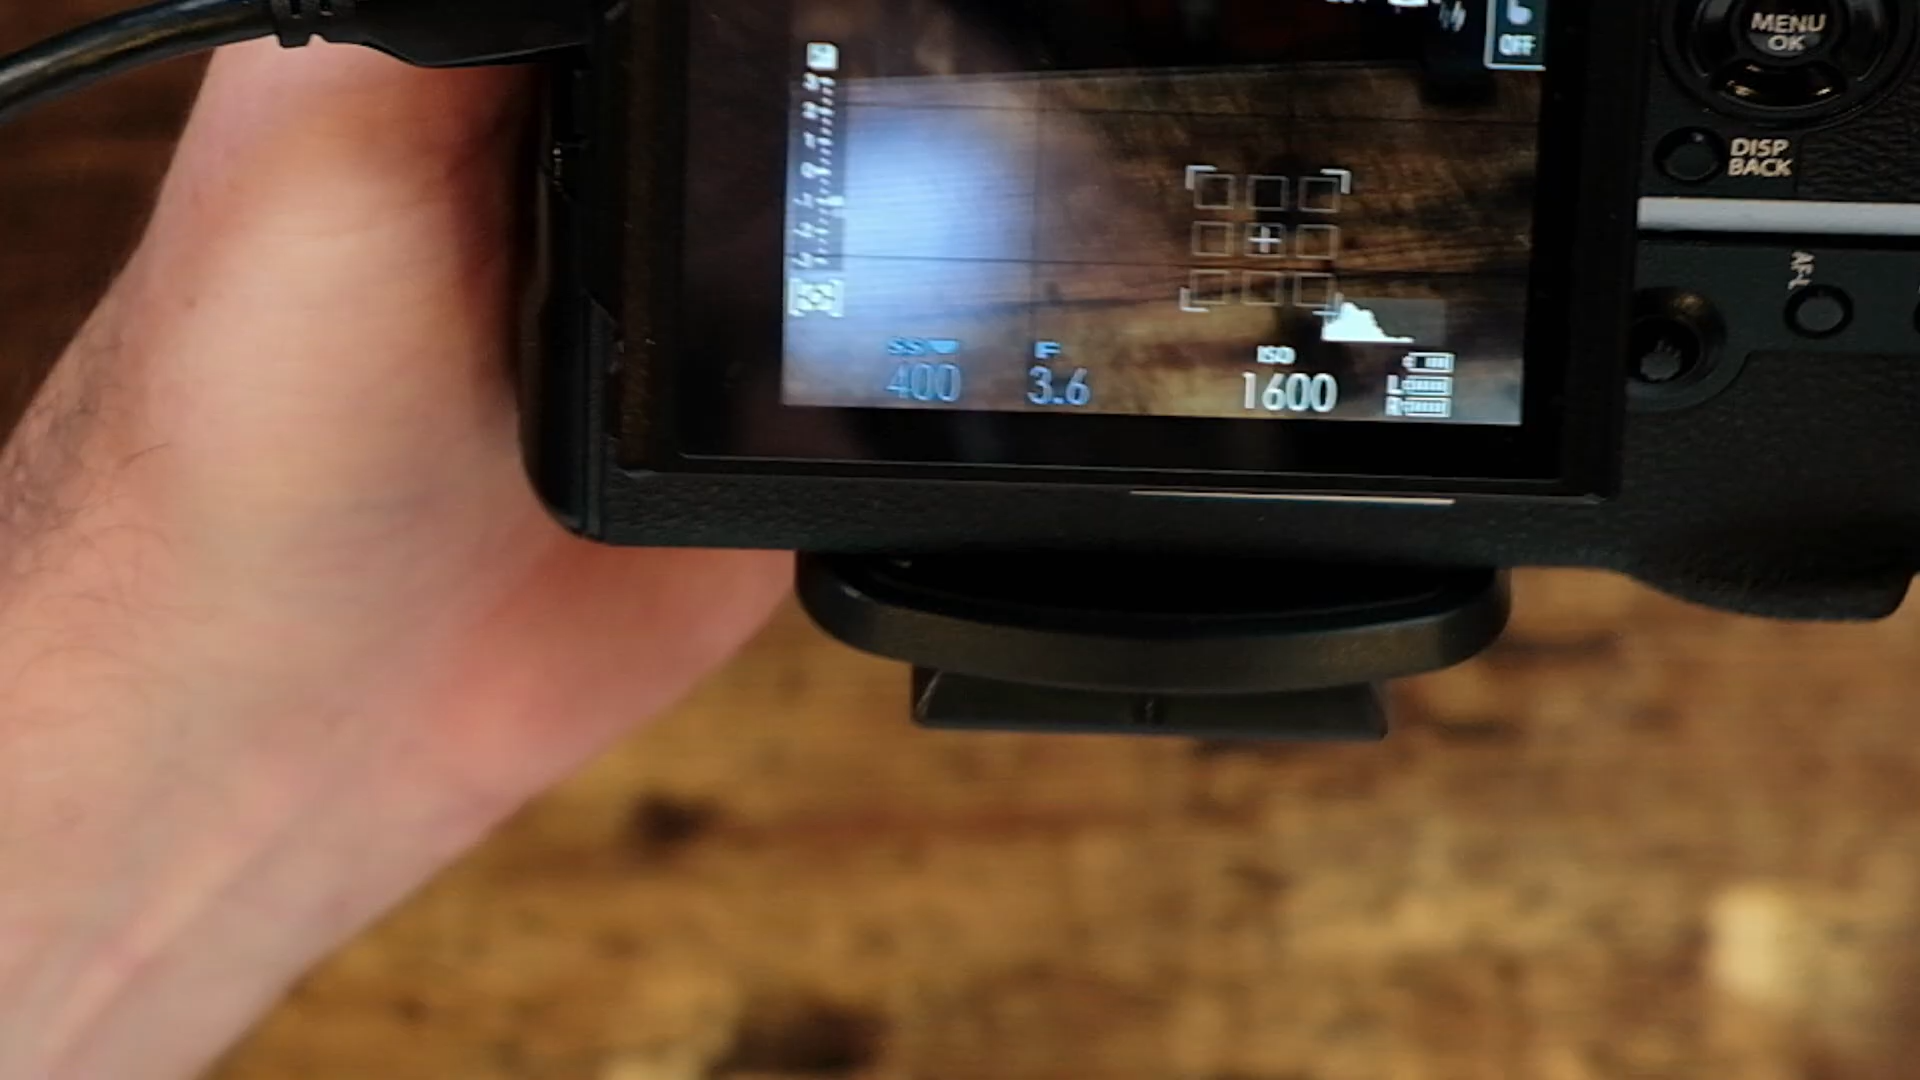 OFF
MENU
OK
DISP
BACK
AF-L
SS F ISO
400 3.6 1600
L
R